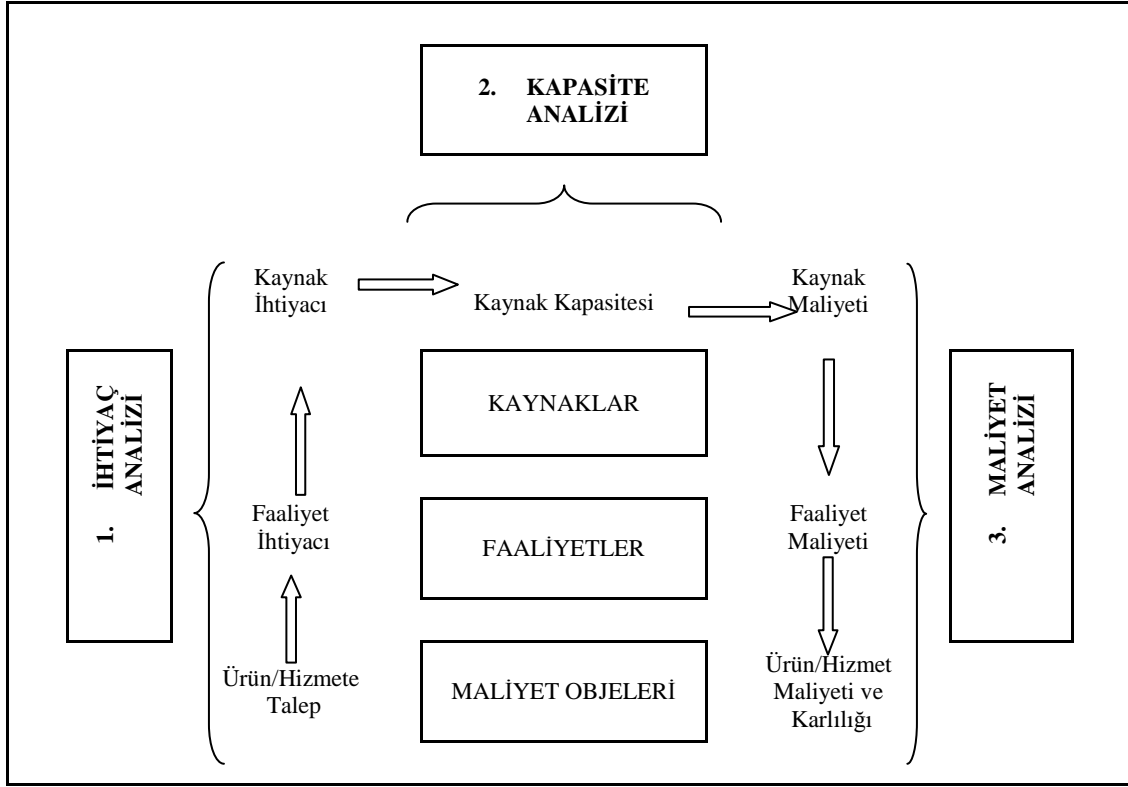 2. KAPASİTE
ANALİZİ
Kaynak
İhtiyacı
Kaynak Kapasitesi
Kaynak
Maliyeti
1. İHTİYAÇ
ANALİZİ
KAYNAKLAR
3. MALİYET
ANALİZİ
Faaliyet
İhtiyacı
FAALİYETLER
Faaliyet
Maliyeti
Ürün/Hizmete
Talep
MALİYET OBJELERİ
Ürün/Hizmet
Maliyeti ve
Karlılığı